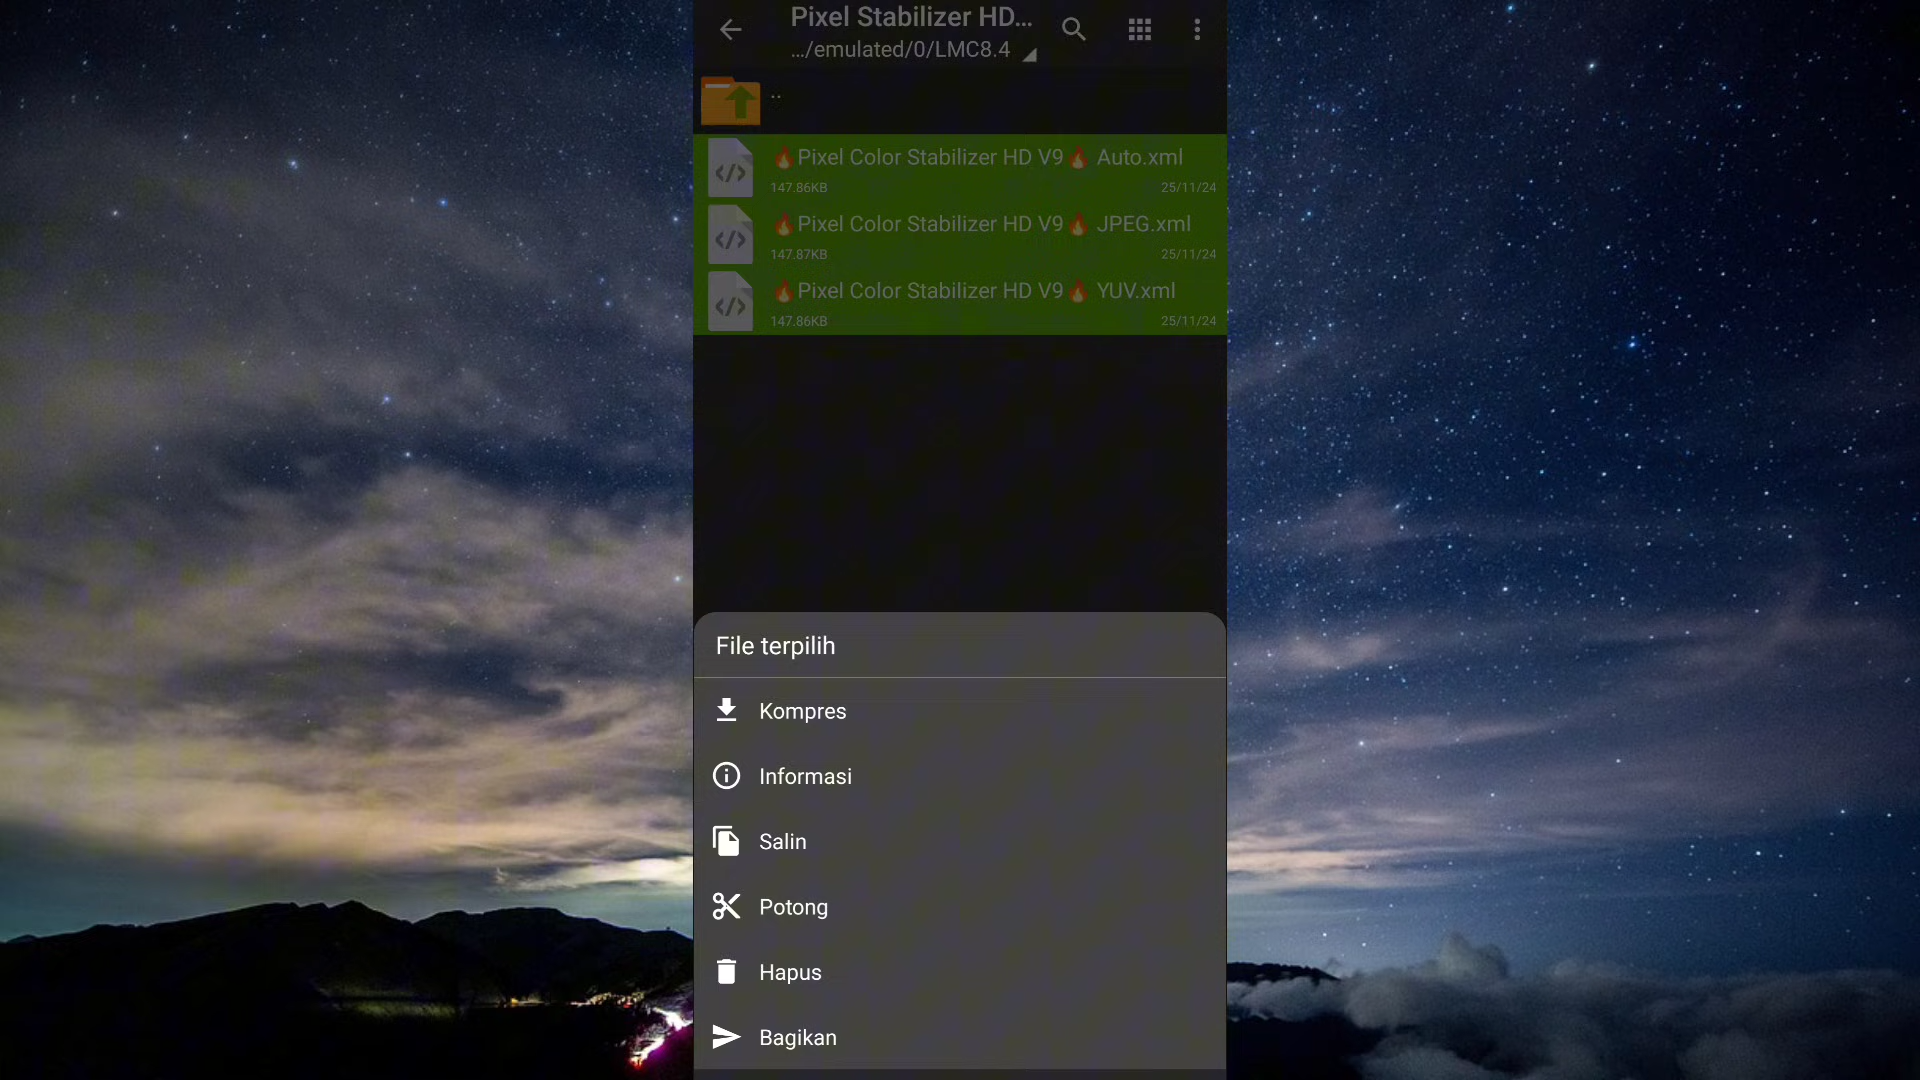 Pixel Stabilizer HD...
.../emulated/0/LMC8.4
..
🔥Pixel Color Stabilizer HD V9🔥 Auto.xml
147.86KB 25/11/24
🔥Pixel Color Stabilizer HD V9🔥 JPEG.xml
147.87KB 25/11/24
🔥Pixel Color Stabilizer HD V9🔥 YUV.xml
147.86KB 25/11/24
File terpilih
Kompres
Informasi
Salin
Potong
Hapus
Bagikan